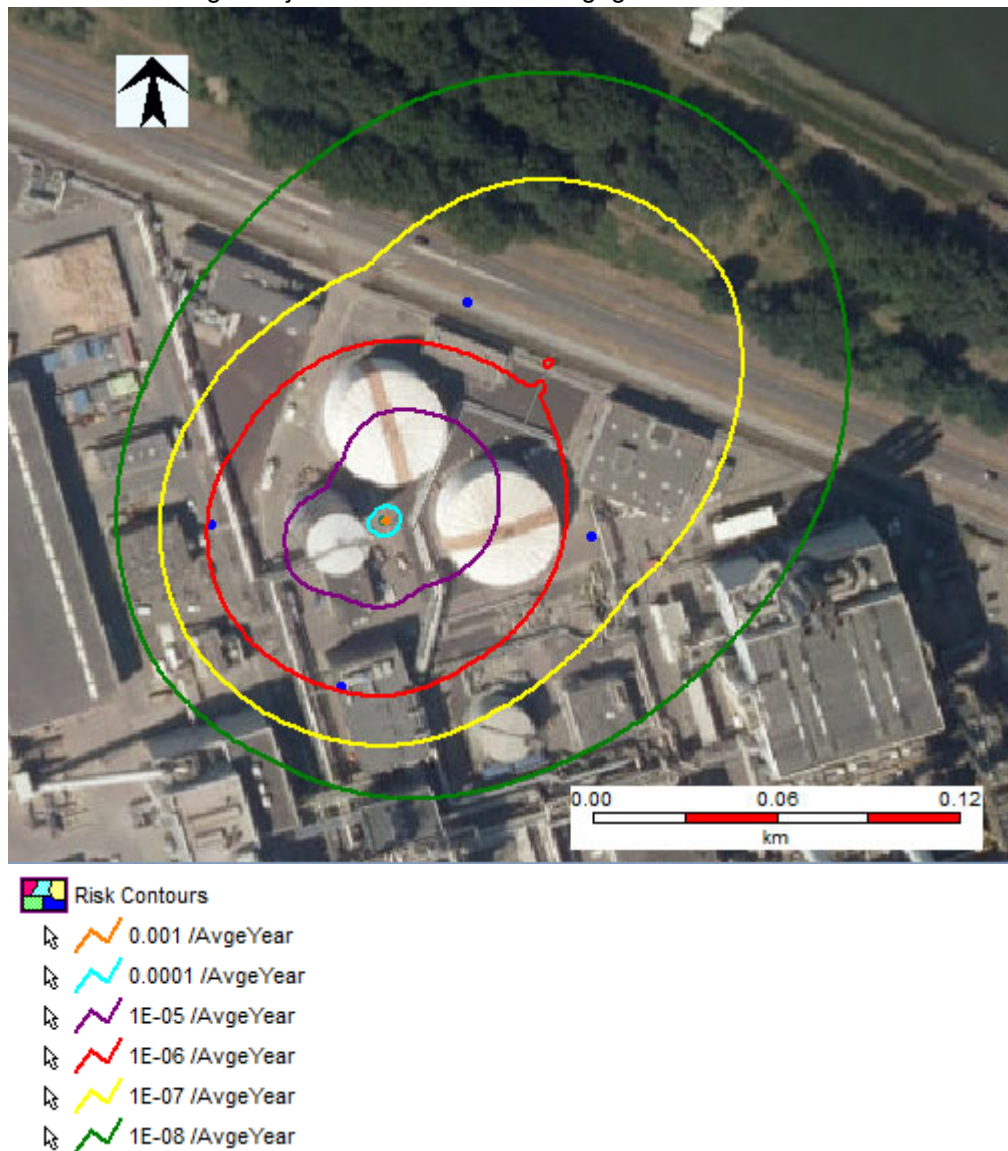 0.00 0.06 0.12
km
Risk Contours
0.001 /AvgeYear
0.0001 /AvgeYear
1E-05 /AvgeYear
1E-06 /AvgeYear
1E-07 /AvgeYear
1E-08 /AvgeYear